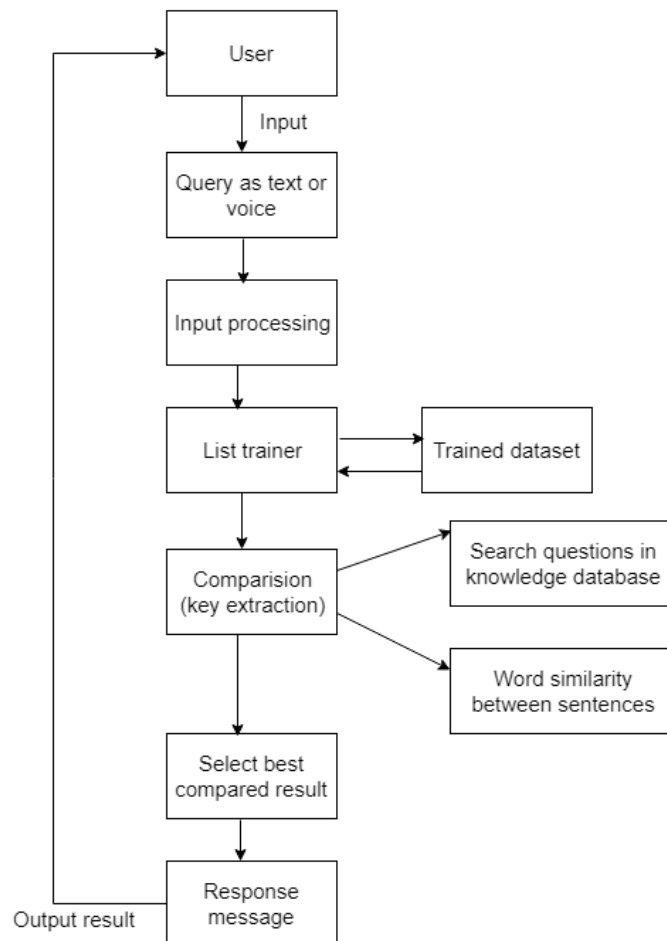 User
Input
Query as text or
voice
Input processing
List trainer
Trained dataset
Comparision
(key extraction)
Search questions in
knowledge database
Word similarity
between sentences
Select best
compared result
Response
message
Output result